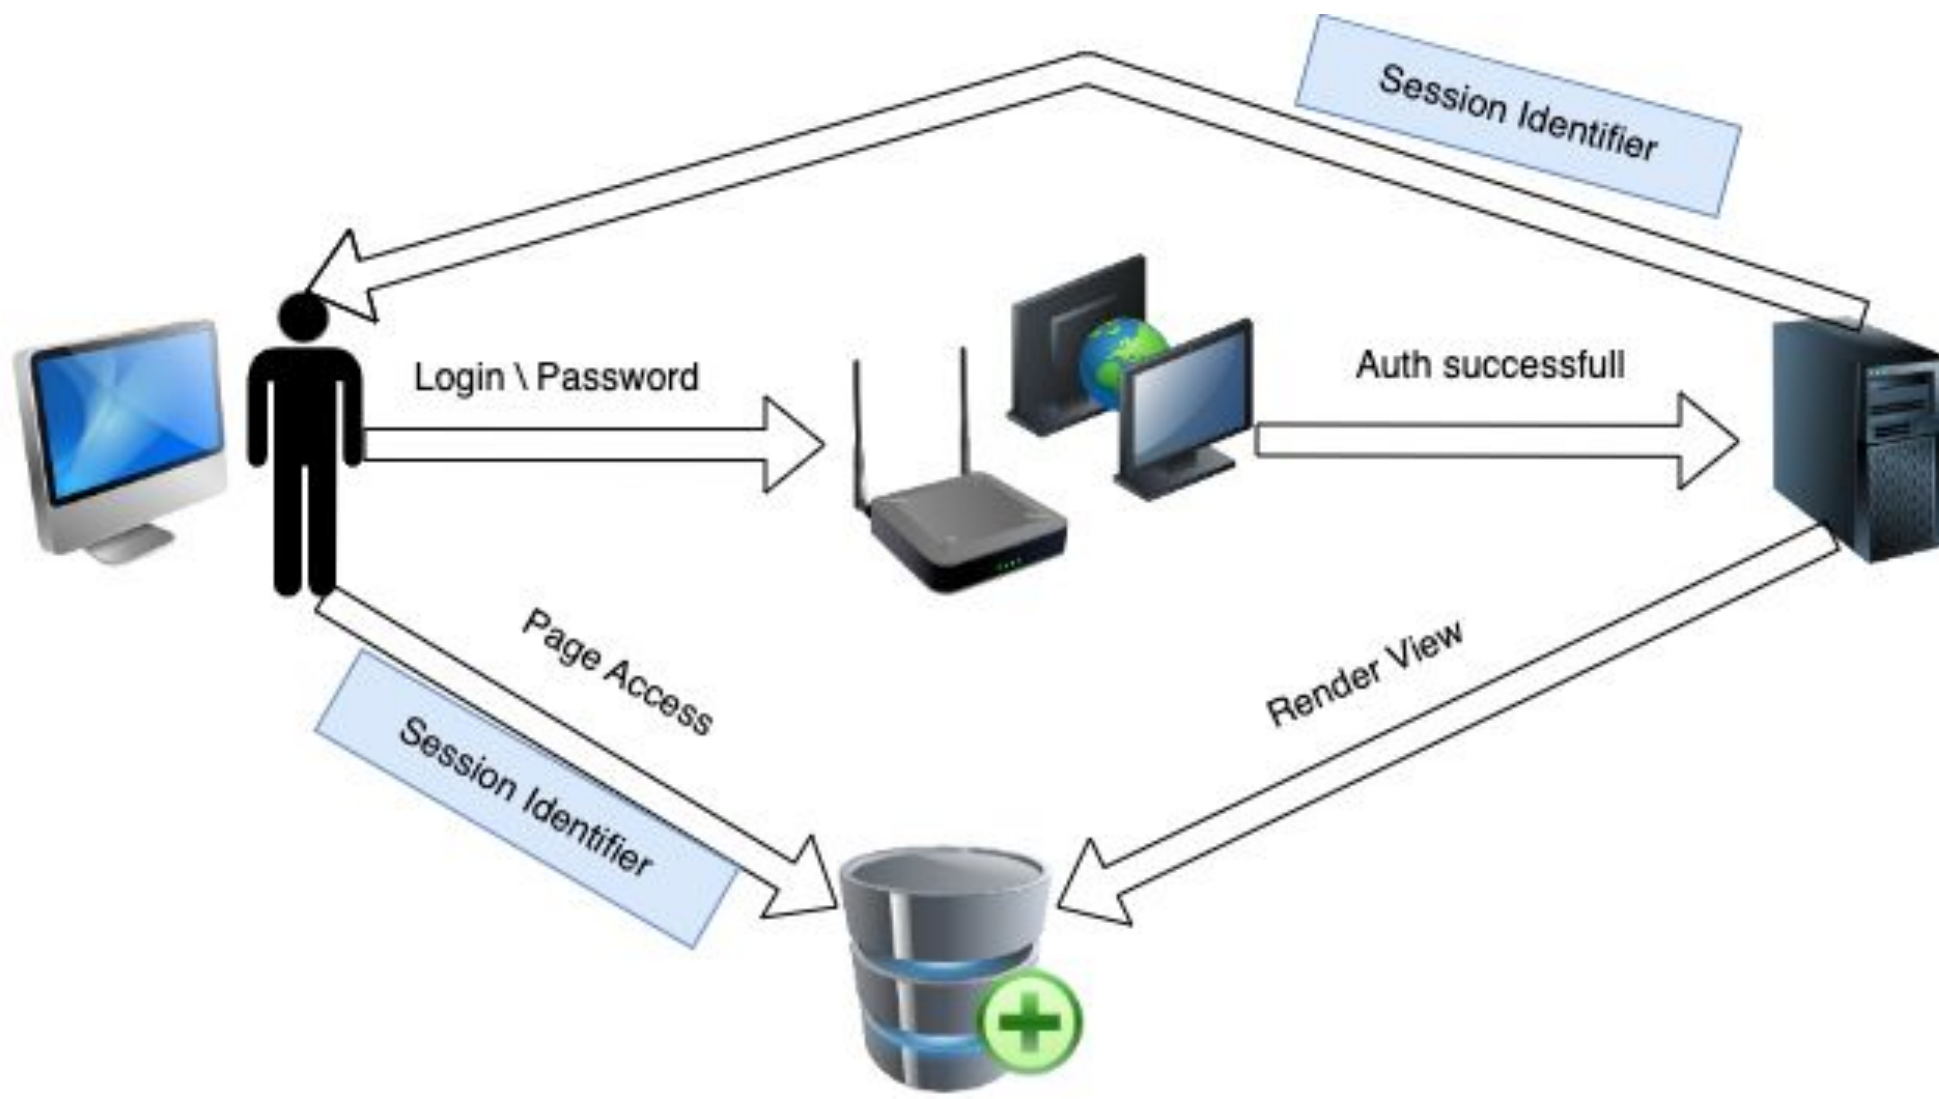 Session Identifier
Login \ Password
Auth successfull
Page Access
Render View
Session Identifier